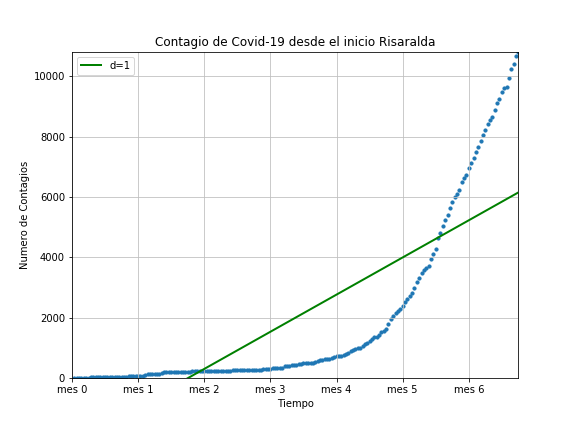 Contagio de Covid-19 desde el inicio Risaralda
d=1
10000
8000
6000
4000
2000
0
Numero de Contagios
mes 0 mes 1 mes 2 mes 3 mes 4 mes 5 mes 6
Tiempo